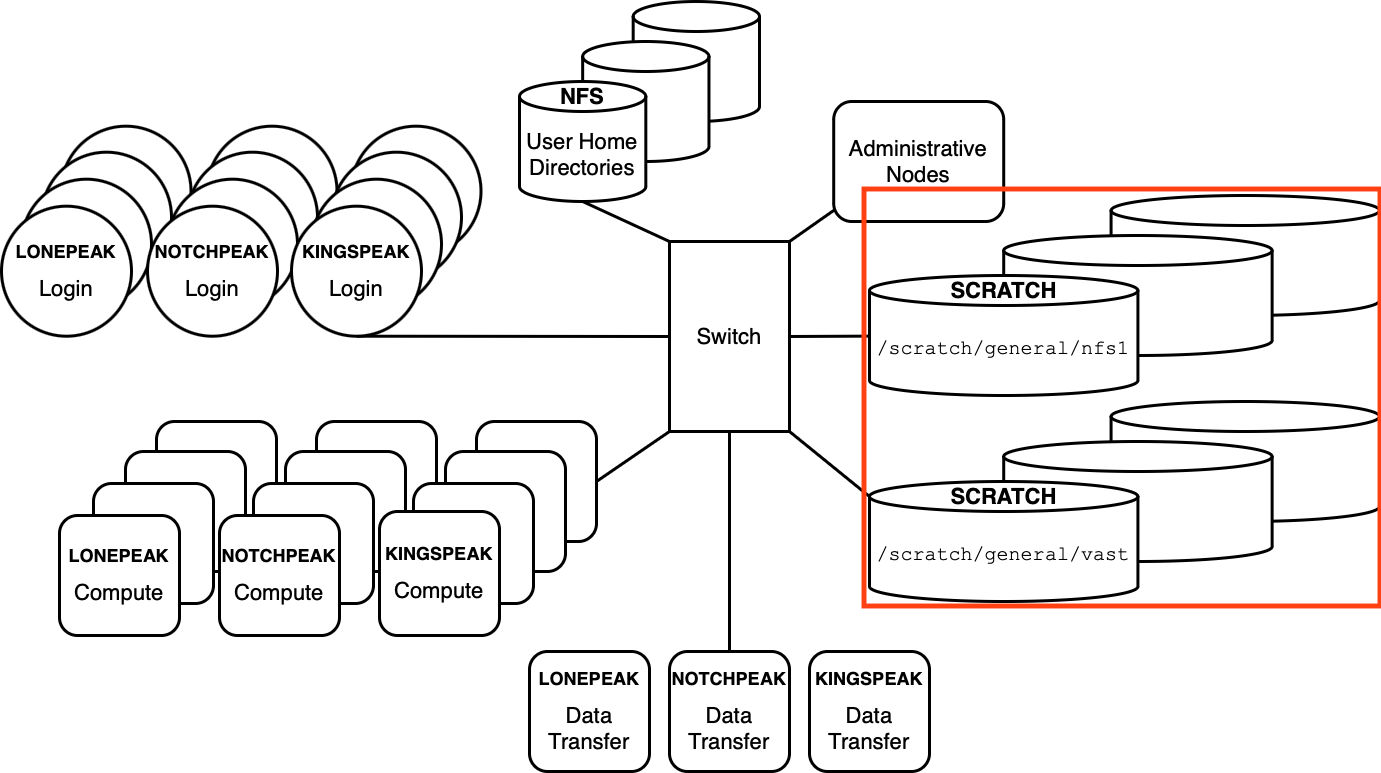 NFS
User Home
Directories
Administrative
Nodes
LONEPEAK
Login
NOTCHPEAK
Login
KINGSPEAK
Login
Switch
SCRATCH
/scratch/general/nfs1
SCRATCH
/scratch/general/vast
LONEPEAK
Compute
NOTCHPEAK
Compute
KINGSPEAK
Compute
LONEPEAK
Data
Transfer
NOTCHPEAK
Data
Transfer
KINGSPEAK
Data
Transfer